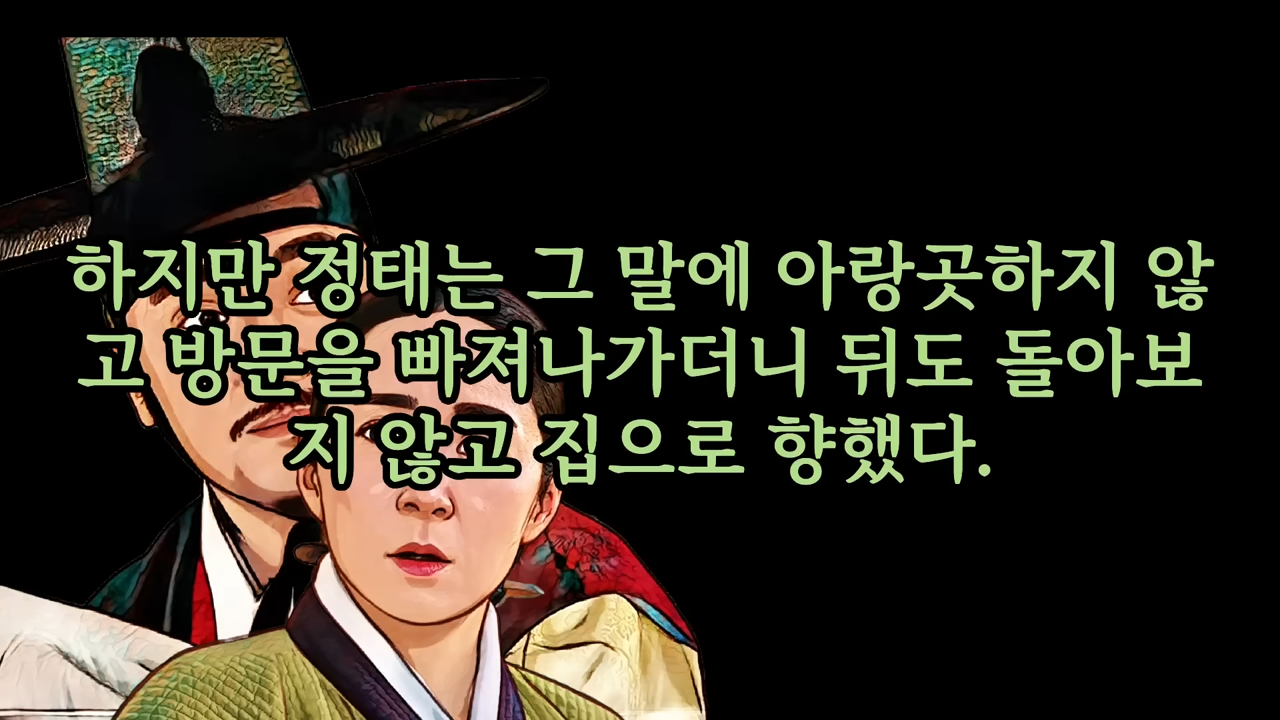 하지만 정태는 그 말에 아랑곳하지 않
고 방문을 빠져나가더니 뒤도 돌아보
지 않고 집으로 향했다.